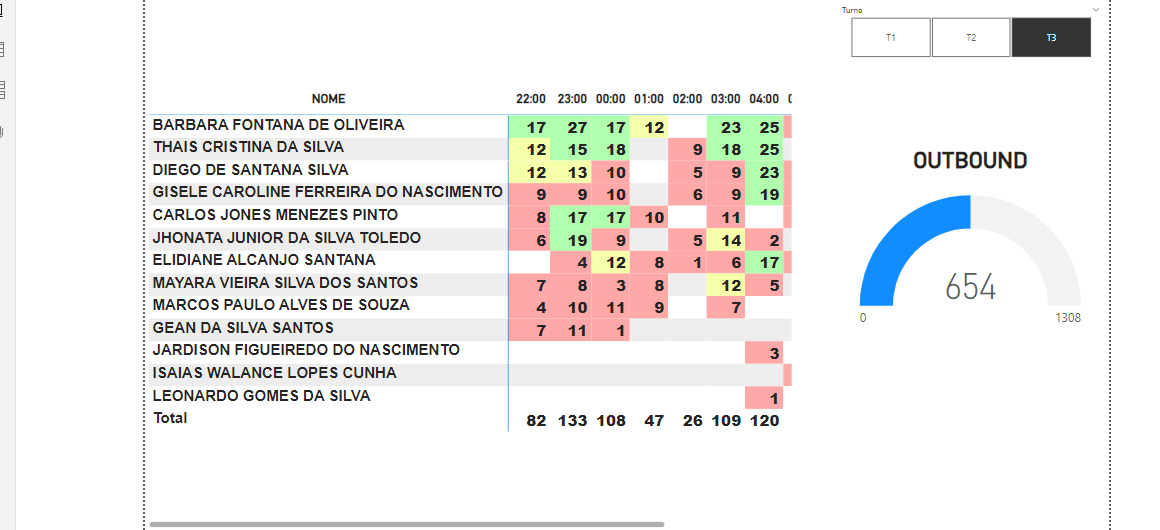 Turno
T1 T2 T3
NOME 22:00 23:00 00:00 01:00 02:00 03:00 04:00
BARBARA FONTANA DE OLIVEIRA 17 27 17 12 23 25
THAIS CRISTINA DA SILVA 12 15 18 9 18 25
DIEGO DE SANTANA SILVA 12 13 10 5 9 23
GISELE CAROLINE FERREIRA DO NASCIMENTO 9 9 10 6 9 19
CARLOS JONES MENEZES PINTO 8 17 17 10 11
JHONATA JUNIOR DA SILVA TOLEDO 6 19 9 5 14 2
ELIDIANE ALCANJO SANTANA 4 12 8 1 6 17
MAYARA VIEIRA SILVA DOS SANTOS 7 8 3 8 12 5
MARCOS PAULO ALVES DE SOUZA 4 10 11 9 7
GEAN DA SILVA SANTOS 7 11 1
JARDISON FIGUEIREDO DO NASCIMENTO 3
ISAIAS WALANCE LOPES CUNHA
LEONARDO GOMES DA SILVA 1
Total 82 133 108 47 26 109 120
OUTBOUND
654
0 1308